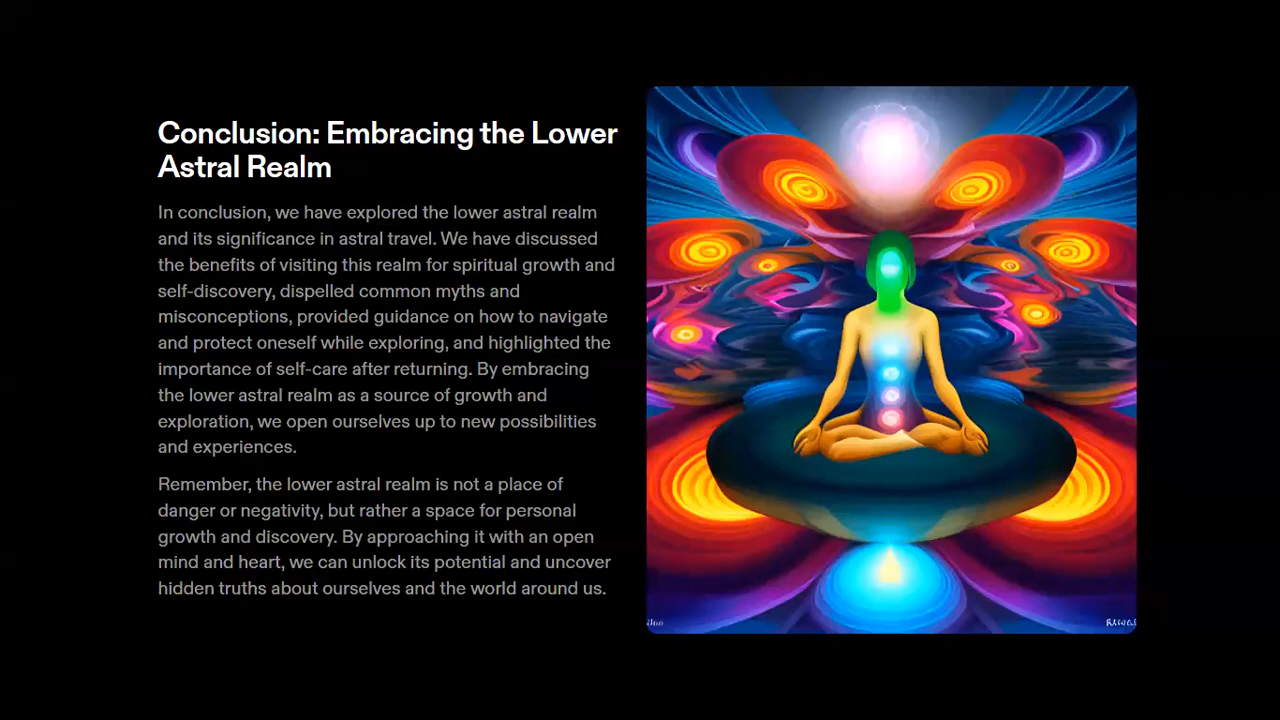 Conclusion: Embracing the Lower
Astral Realm
In conclusion, we have explored the lower astral realm
and its significance in astral travel. We have discussed
the benefits of visiting this realm for spiritual growth and
self-discovery, dispelled common myths and
misconceptions, provided guidance on how to navigate
and protect oneself while exploring, and highlighted the
importance of self-care after returning. By embracing
the lower astral realm as a source of growth and
exploration, we open ourselves up to new possibilities
and experiences.
Remember, the lower astral realm is not a place of
danger or negativity, but rather a space for personal
growth and discovery. By approaching it with an open
mind and heart, we can unlock its potential and uncover
hidden truths about ourselves and the world around us.